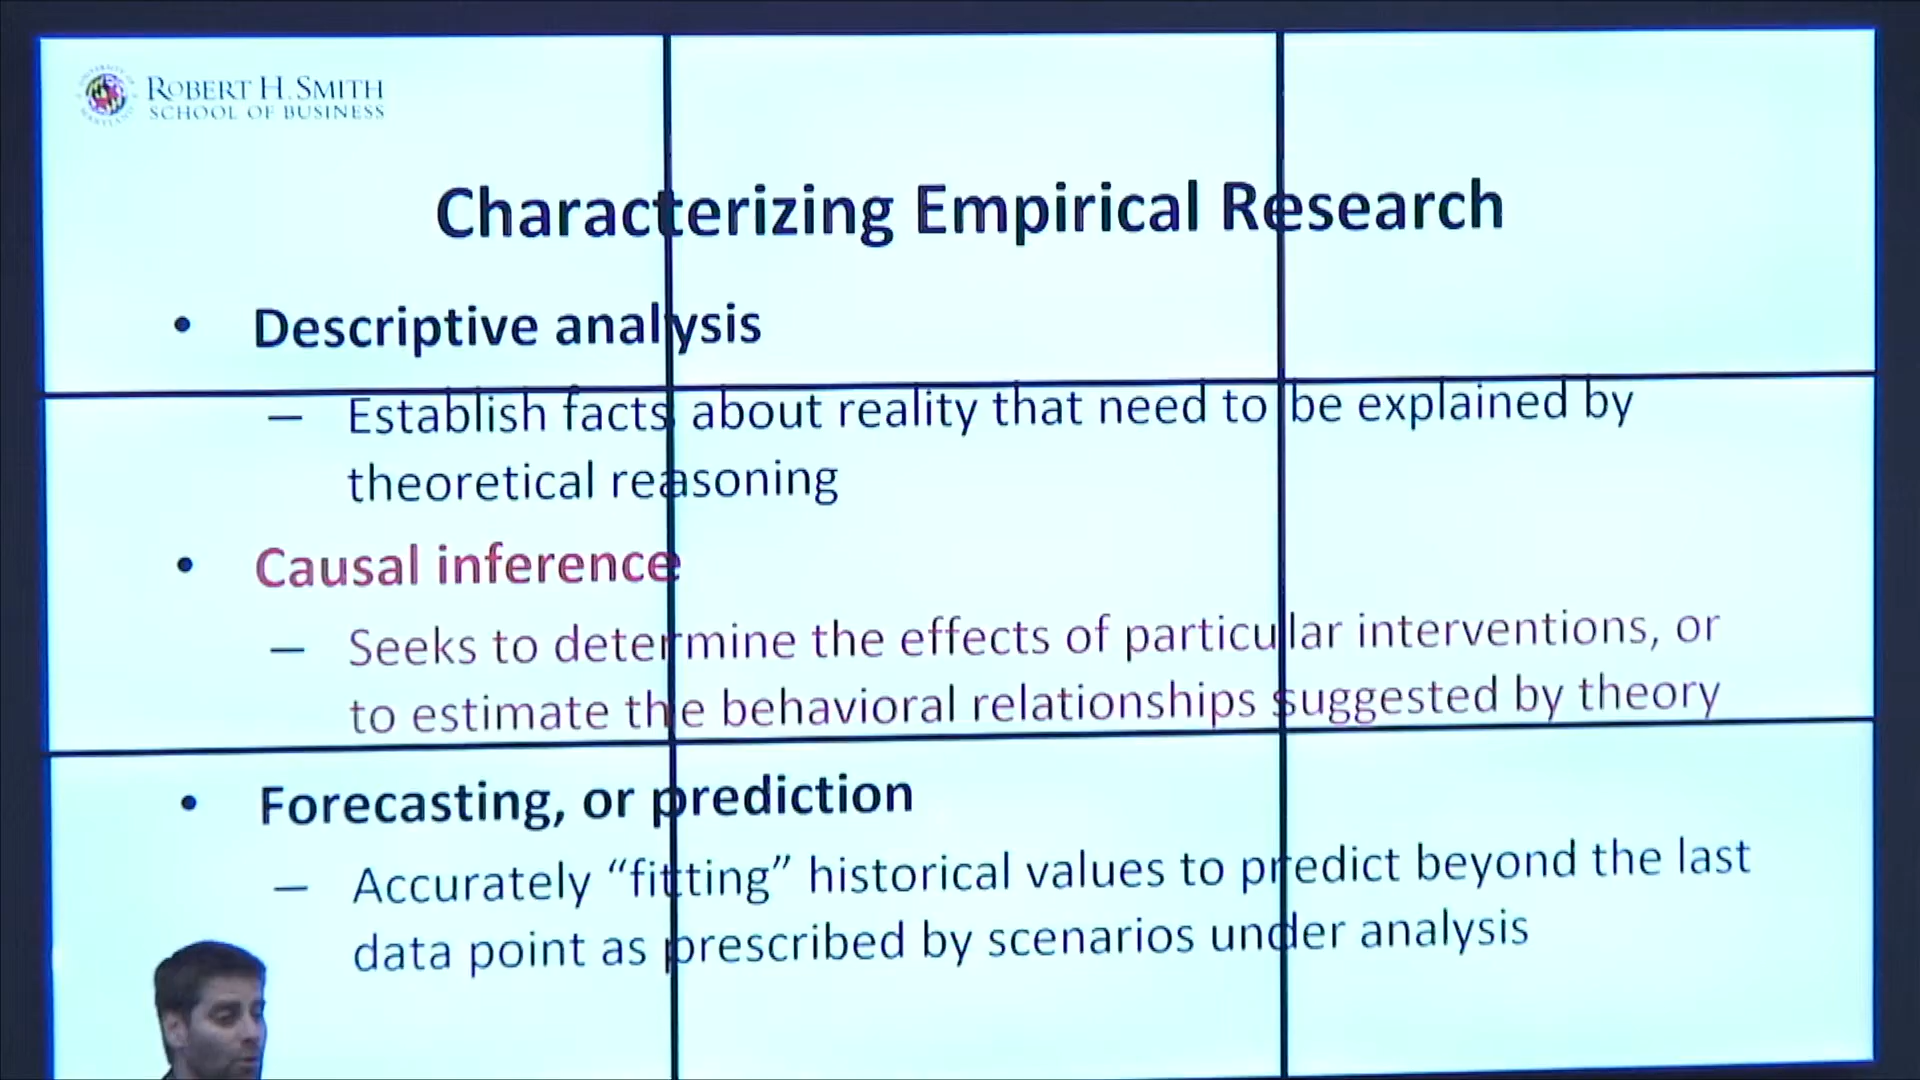 ROBERT H. SMITH
SCHOOL OF BUSINESS
Characterizing Empirical Research
• Descriptive analysis
– Establish facts about reality that need to be explained by
theoretical reasoning
• Causal inference
– Seeks to determine the effects of particular interventions, or
to estimate the behavioral relationships suggested by theory
• Forecasting, or prediction
– Accurately “fitting” historical values to predict beyond the last
data point as prescribed by scenarios under analysis